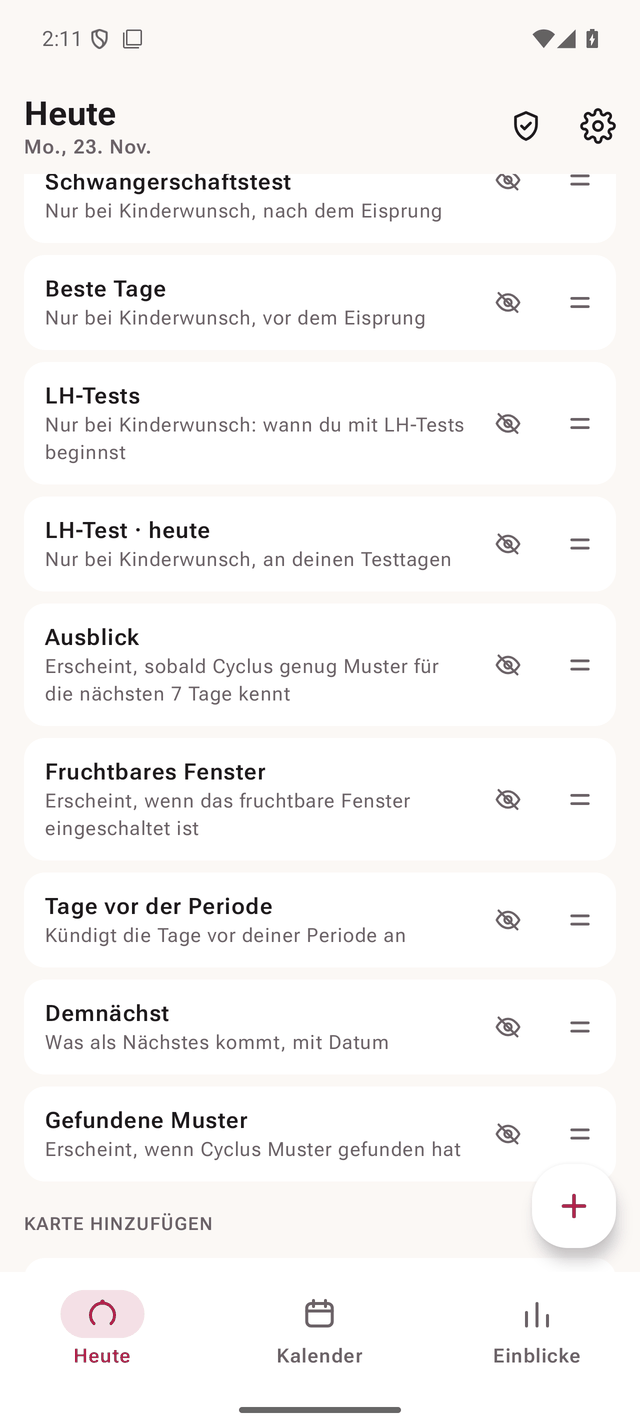 2:11
Heute
Mo., 23. Nov.
Schwangerschaftstest
Nur bei Kinderwunsch, nach dem Eisprung
Beste Tage
Nur bei Kinderwunsch, vor dem Eisprung
LH-Tests
Nur bei Kinderwunsch: wann du mit LH-Tests
beginnst
LH-Test · heute
Nur bei Kinderwunsch, an deinen Testtagen
Ausblick
Erscheint, sobald Cyclus genug Muster für
die nächsten 7 Tage kennt
Fruchtbares Fenster
Erscheint, wenn das fruchtbare Fenster
eingeschaltet ist
Tage vor der Periode
Kündigt die Tage vor deiner Periode an
Demnächst
Was als Nächstes kommt, mit Datum
Gefundene Muster
Erscheint, wenn Cyclus Muster gefunden hat
KARTE HINZUFÜGEN
Heute
Kalender
Einblicke